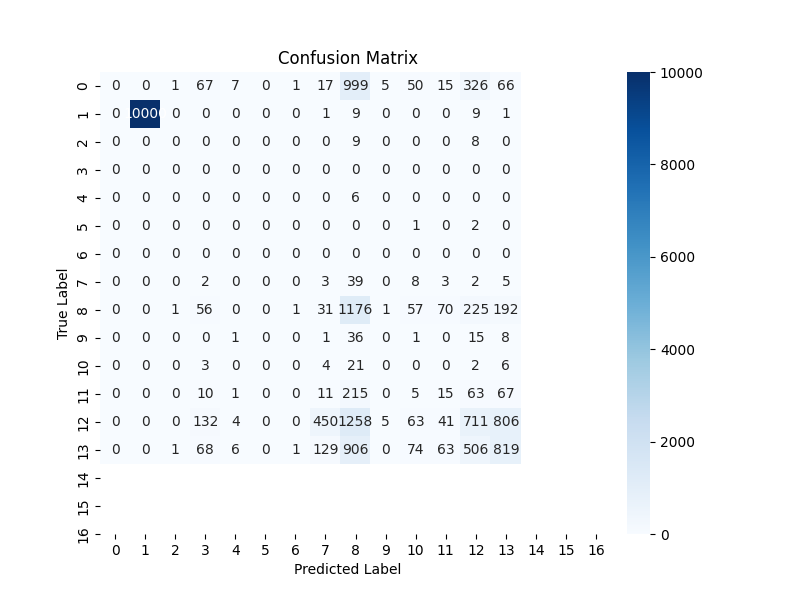 Confusion Matrix
0 0 0 1 67 7 0 1 17 999 5 50 15 326 66
1 0 10000 0 0 0 0 0 1 9 0 0 0 9 1
2 0 0 0 0 0 0 0 0 9 0 0 0 8 0
3 0 0 0 0 0 0 0 0 0 0 0 0 0 0
4 0 0 0 0 0 0 0 0 6 0 0 0 0 0
5 0 0 0 0 0 0 0 0 0 0 1 0 2 0
6 0 0 0 0 0 0 0 0 0 0 0 0 0 0
7 0 0 0 2 0 0 0 3 39 0 8 3 2 5
8 0 0 1 56 0 0 1 31 1176 1 57 70 225 192
9 0 0 0 0 1 0 0 1 36 0 1 0 15 8
10 0 0 0 3 0 0 0 4 21 0 0 0 2 6
11 0 0 0 10 1 0 0 11 215 0 5 15 63 67
12 0 0 0 132 4 0 0 450 1258 5 63 41 711 806
13 0 0 1 68 6 0 1 129 906 0 74 63 506 819
14
15
16
True Label
0 1 2 3 4 5 6 7 8 9 10 11 12 13 14 15 16
Predicted Label
10000
8000
6000
4000
2000
0